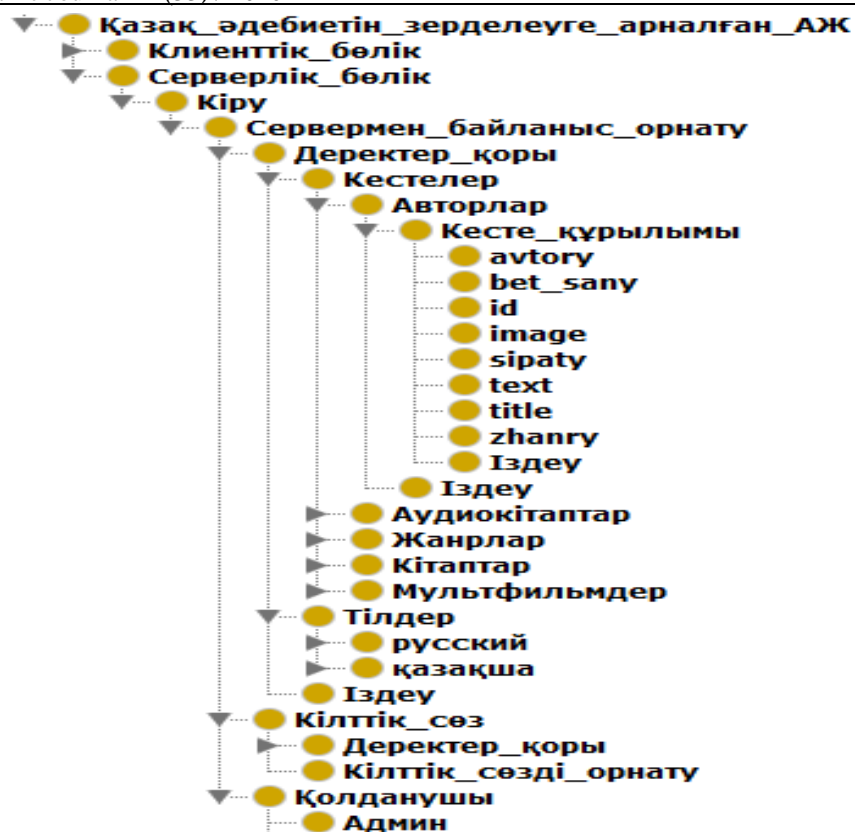 Қазақ_әдебиетін_зерделеуге_арналған_АЖ
Клиенттік_бөлік
Серверлік_бөлік
Кіру
Сервермен_байланыс_орнату
Деректер_қоры
Кестелер
Авторлар
Кесте_құрылымы
avtory
bet_sany
id
image
sipaty
text
title
zhanry
Іздеу
Іздеу
Аудиокітаптар
Жанрлар
Кітаптар
Мультфильмдер
Тілдер
русский
қазақша
Іздеу
Кілттік_сөз
Деректер_қоры
Кілттік_сөзді_орнату
Қолданушы
Админ